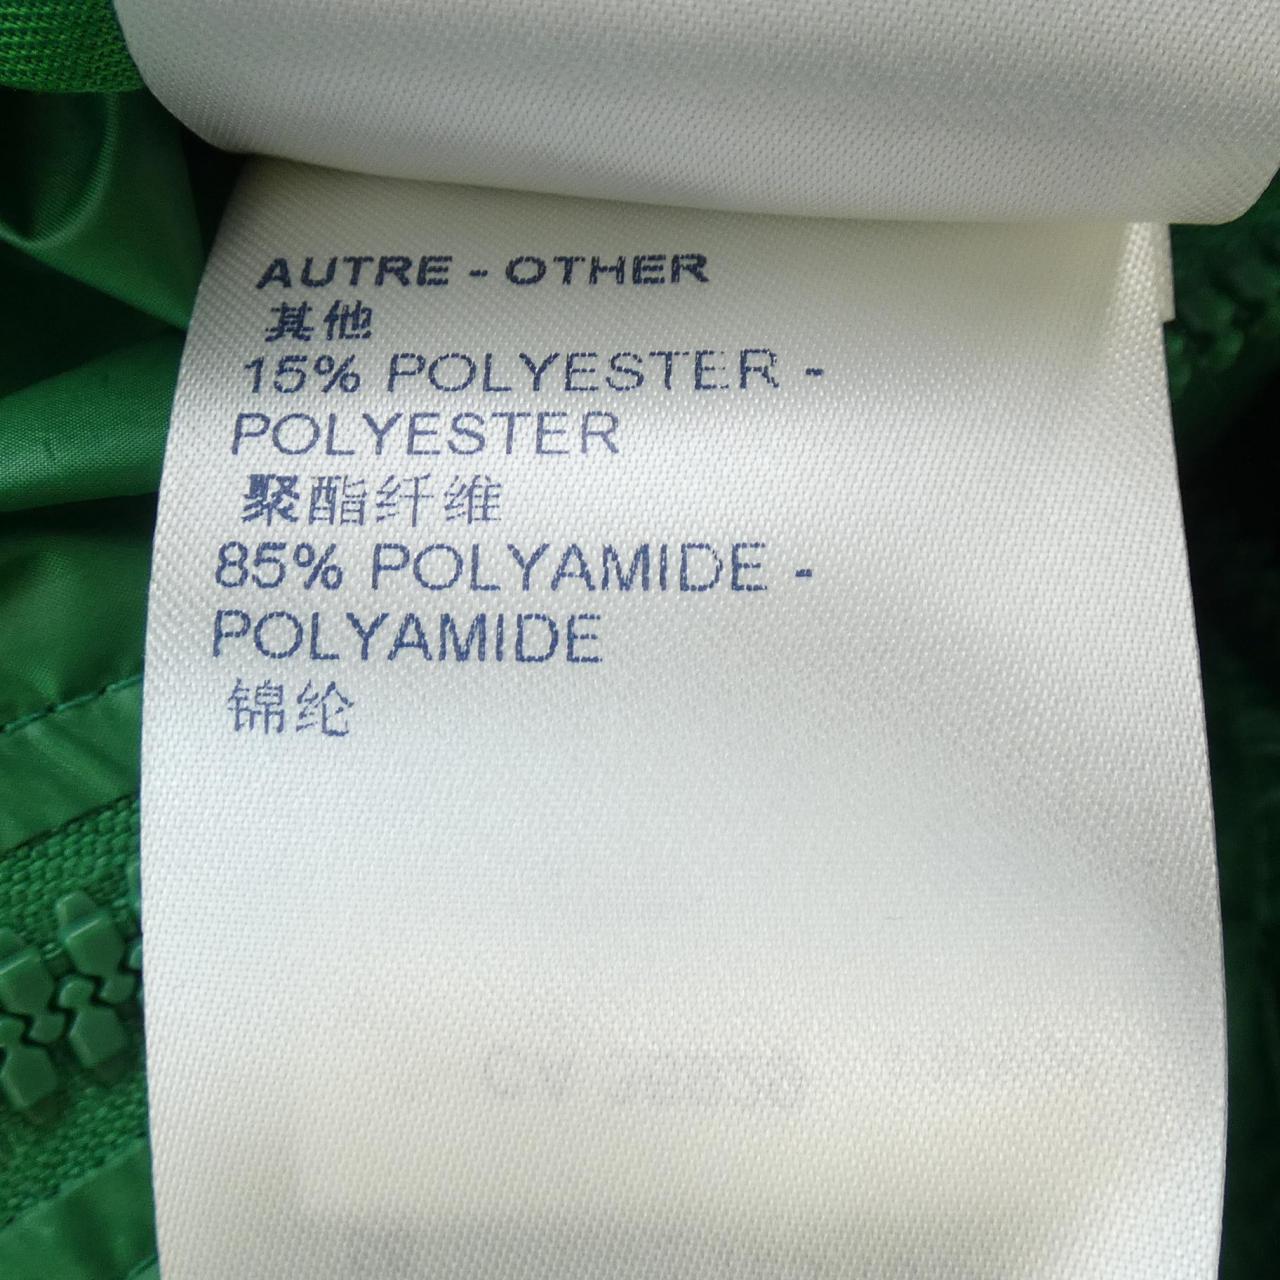 AUTRE - OTHER
其他
15% POLYESTER -
POLYESTER
聚酯纤维
85% POLYAMIDE -
POLYAMIDE
锦纶